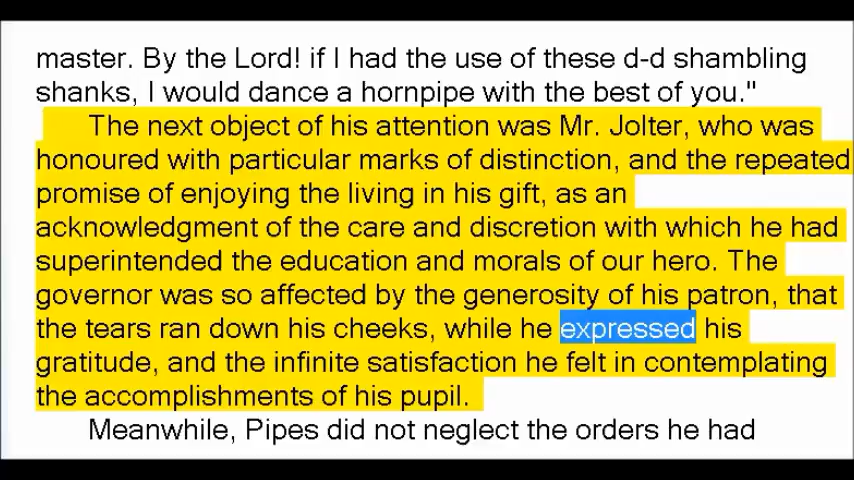 master. By the Lord! if I had the use of these d-d shambling
shanks, I would dance a hornpipe with the best of you."
The next object of his attention was Mr. Jolter, who was
honoured with particular marks of distinction, and the repeated
promise of enjoying the living in his gift, as an
acknowledgment of the care and discretion with which he had
superintended the education and morals of our hero. The
governor was so affected by the generosity of his patron, that
the tears ran down his cheeks, while he expressed his
gratitude, and the infinite satisfaction he felt in contemplating
the accomplishments of his pupil.
Meanwhile, Pipes did not neglect the orders he had